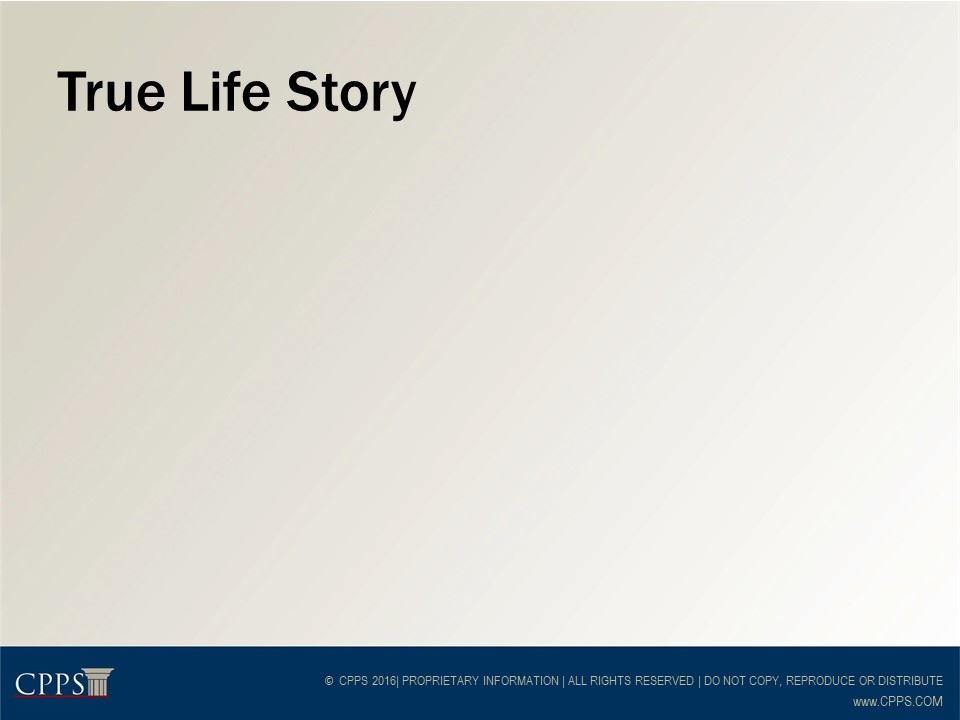 True Life Story
CPPS
© CPPS 2016| PROPRIETARY INFORMATION | ALL RIGHTS RESERVED | DO NOT COPY, REPRODUCE OR DISTRIBUTE
www.CPPS.COM